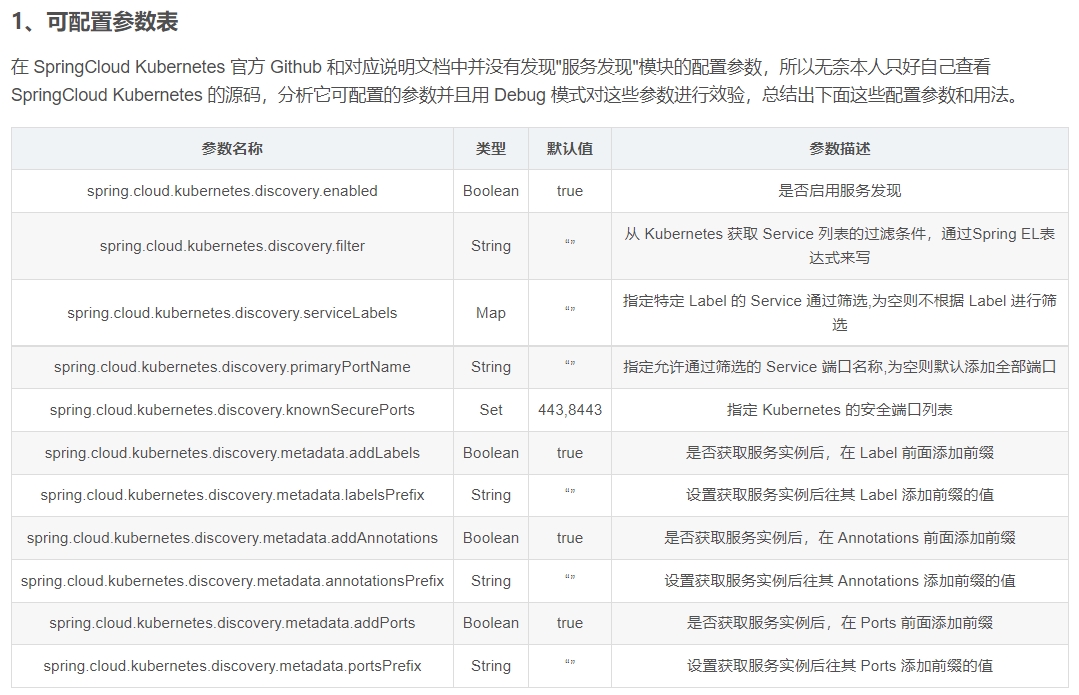 1、可配置参数表
在 SpringCloud Kubernetes 官方 Github 和对应说明文档中并没有发现"服务发现"模块的配置参数，所以无奈本人只好自己查看
SpringCloud Kubernetes 的源码，分析它可配置的参数并且用 Debug 模式对这些参数进行效验，总结出下面这些配置参数和用法。
参数名称 类型 默认值 参数描述
spring.cloud.kubernetes.discovery.enabled Boolean true 是否启用服务发现
spring.cloud.kubernetes.discovery.filter String “” 从 Kubernetes 获取 Service 列表的过滤条件，通过Spring EL表
达式来写
spring.cloud.kubernetes.discovery.serviceLabels Map “” 指定特定 Label 的 Service 通过筛选,为空则不根据 Label 进行筛
选
spring.cloud.kubernetes.discovery.primaryPortName String “” 指定允许通过筛选的 Service 端口名称,为空则默认添加全部端口
spring.cloud.kubernetes.discovery.knownSecurePorts Set 443,8443 指定 Kubernetes 的安全端口列表
spring.cloud.kubernetes.discovery.metadata.addLabels Boolean true 是否获取服务实例后，在 Label 前面添加前缀
spring.cloud.kubernetes.discovery.metadata.labelsPrefix String “” 设置获取服务实例后往其 Label 添加前缀的值
spring.cloud.kubernetes.discovery.metadata.addAnnotations Boolean true 是否获取服务实例后，在 Annotations 前面添加前缀
spring.cloud.kubernetes.discovery.metadata.annotationsPrefix String “” 设置获取服务实例后往其 Annotations 添加前缀的值
spring.cloud.kubernetes.discovery.metadata.addPorts Boolean true 是否获取服务实例后，在 Ports 前面添加前缀
spring.cloud.kubernetes.discovery.metadata.portsPrefix String “” 设置获取服务实例后往其 Ports 添加前缀的值